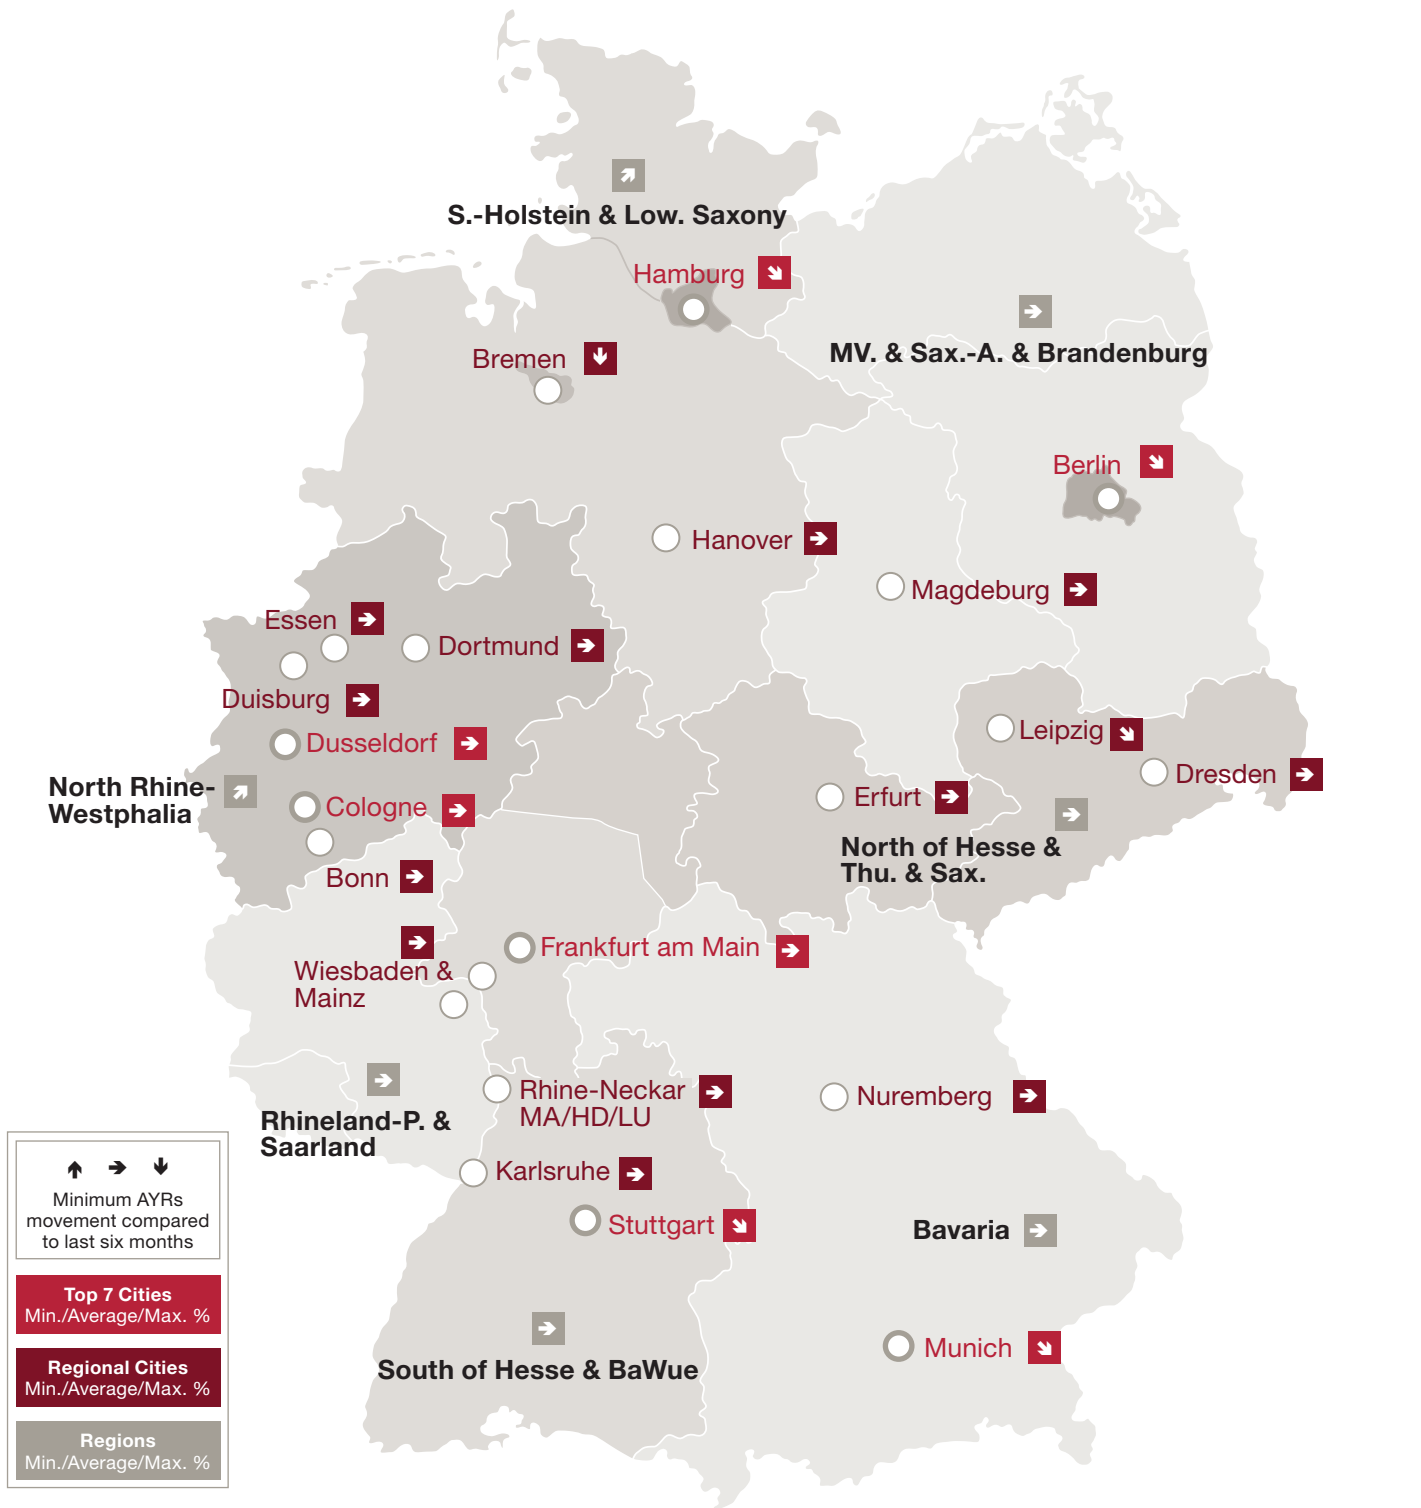 S.-Holstein & Low. Saxony
Hamburg
MV. & Sax.-A. & Brandenburg
Bremen
Berlin
Hanover
Magdeburg
Essen
Dortmund
Duisburg
Leipzig
Dusseldorf
Dresden
North Rhine-
Westphalia
Cologne
Erfurt
North of Hesse &
Thu. & Sax.
Bonn
Frankfurt am Main
Wiesbaden &
Mainz
Rhine-Neckar
MA/HD/LU
Nuremberg
Rhineland-P. &
Saarland
Karlsruhe
Stuttgart
Bavaria
Munich
South of Hesse & BaWue
Minimum AYRs
movement compared
to last six months
Top 7 Cities
Min./Average/Max. %
Regional Cities
Min./Average/Max. %
Regions
Min./Average/Max. %